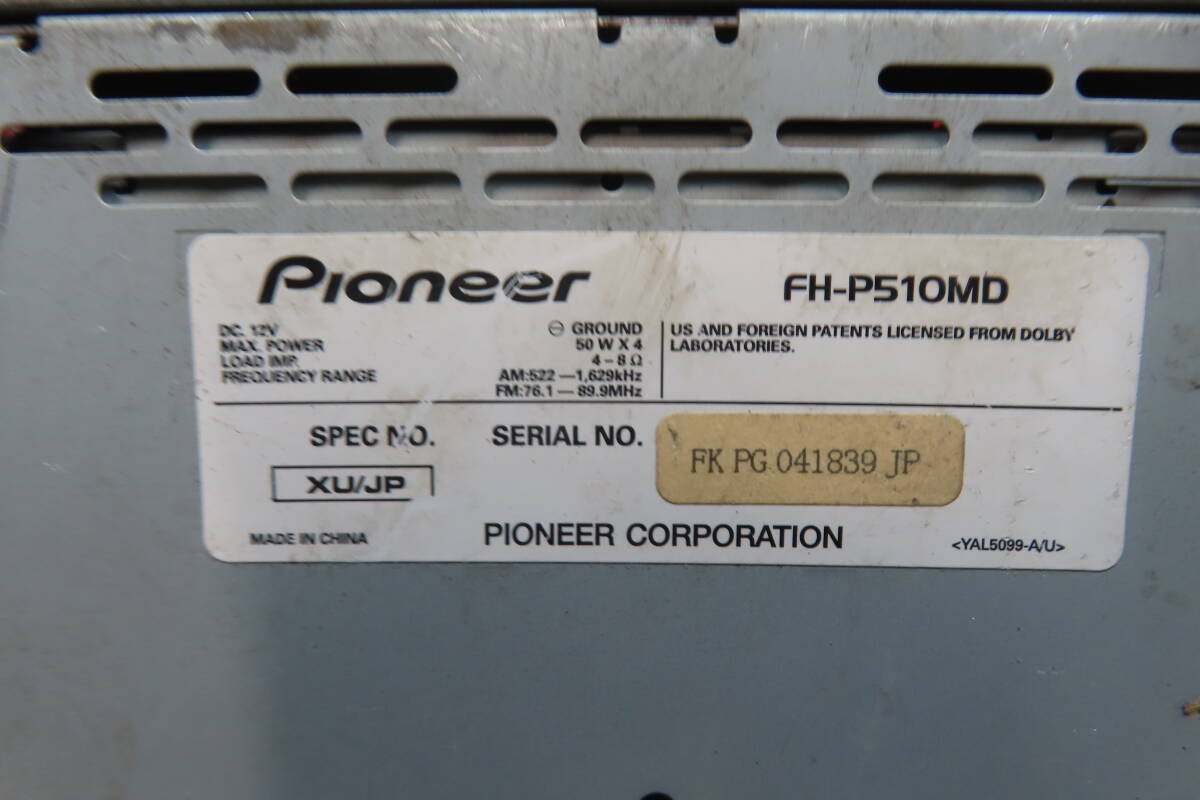 Pioneer
FH-P510MD
DC. 12V ⊖ GROUND
MAX. POWER 50 W X 4
LOAD IMP. 4 – 8 Ω
FREQUENCY RANGE AM:522 — 1,629kHz
FM:76.1 — 89.9MHz
US AND FOREIGN PATENTS LICENSED FROM DOLBY
LABORATORIES.
SPEC NO.
XU/JP
SERIAL NO.
FK PG 041839 JP
MADE IN CHINA
PIONEER CORPORATION
<YAL5099-A/U>